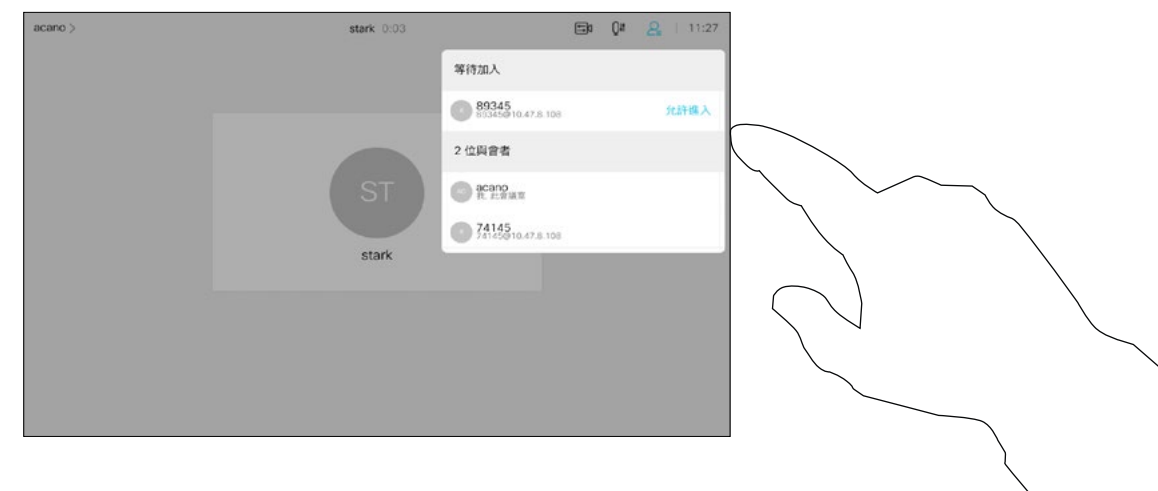 acano >
stark 0:03
11:27
等待加入
89345
89345@10.47.8.108
允許進入
2 位與會者
AC
acano
我, 此會議室
74145
74145@10.47.8.108
ST
stark